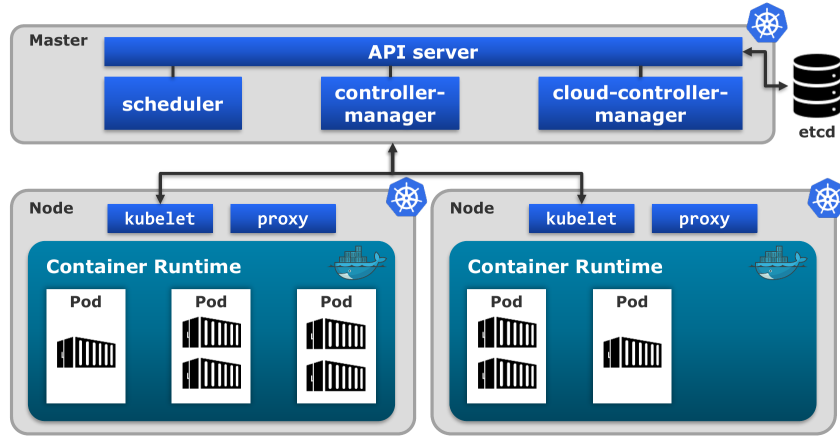 Master
API server
scheduler
controller-
manager
cloud-controller-
manager
etcd
Node
kubelet
proxy
Container Runtime
Pod
Pod
Pod
Node
kubelet
proxy
Container Runtime
Pod
Pod